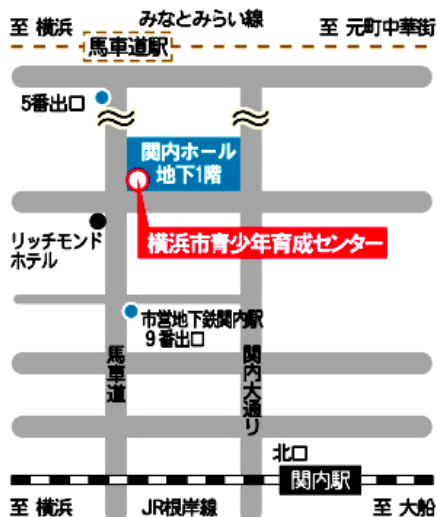 みなとみらい線
至 横浜
至 元町中華街
馬車道駅
5番出口
関内ホール
地下1階
横浜市青少年育成センター
リッチモンド
ホテル
市営地下鉄関内駅
9番出口
馬車道
関内大通り
北口
関内駅
至 横浜
JR根岸線
至 大船